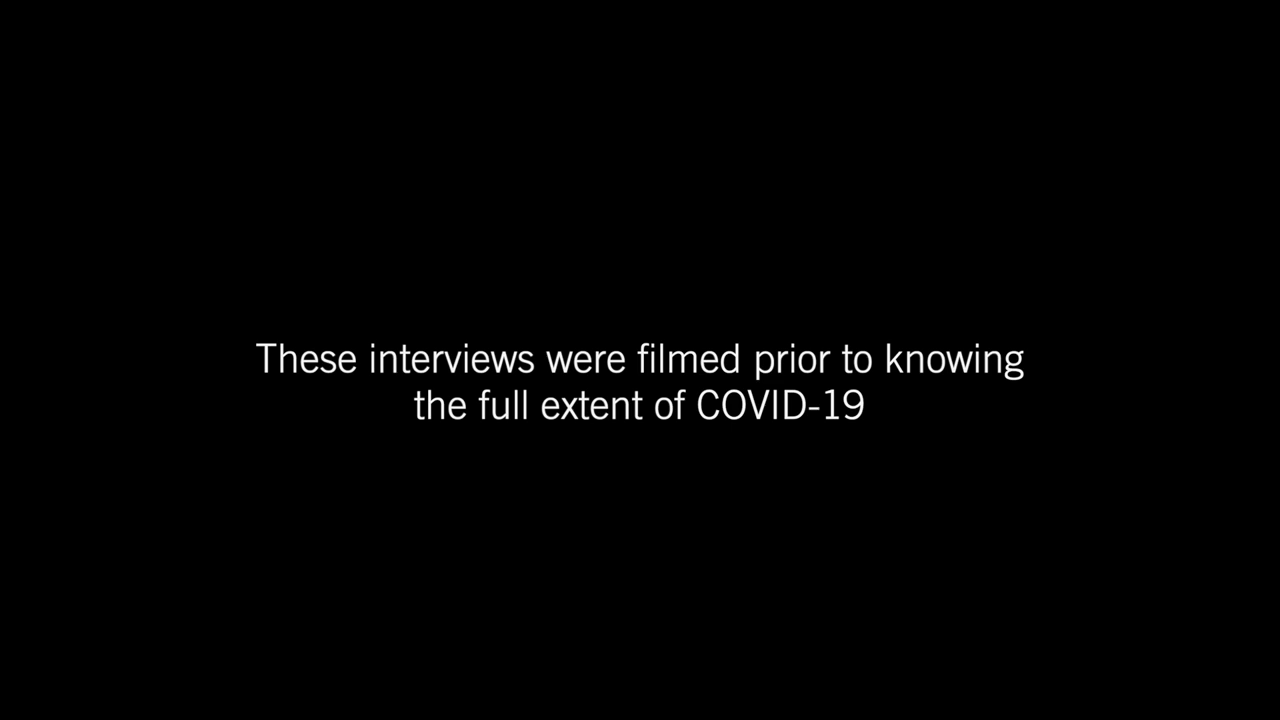 These interviews were filmed prior to knowing
the full extent of COVID-19